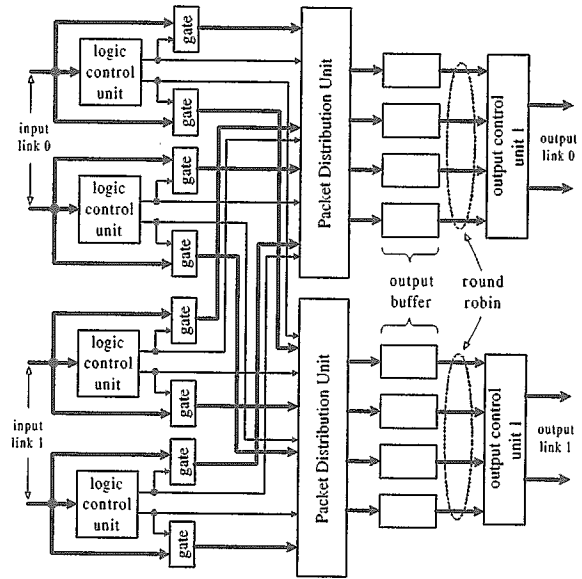 gate
logic
control
unit
gate
input
link 0
gate
logic
control
unit
gate
Packet Distribution Unit
output control
unit 1
output
link 0
output
buffer
round
robin
gate
logic
control
unit
gate
input
link 1
gate
logic
control
unit
gate
Packet Distribution Unit
output control
unit 1
output
link 1